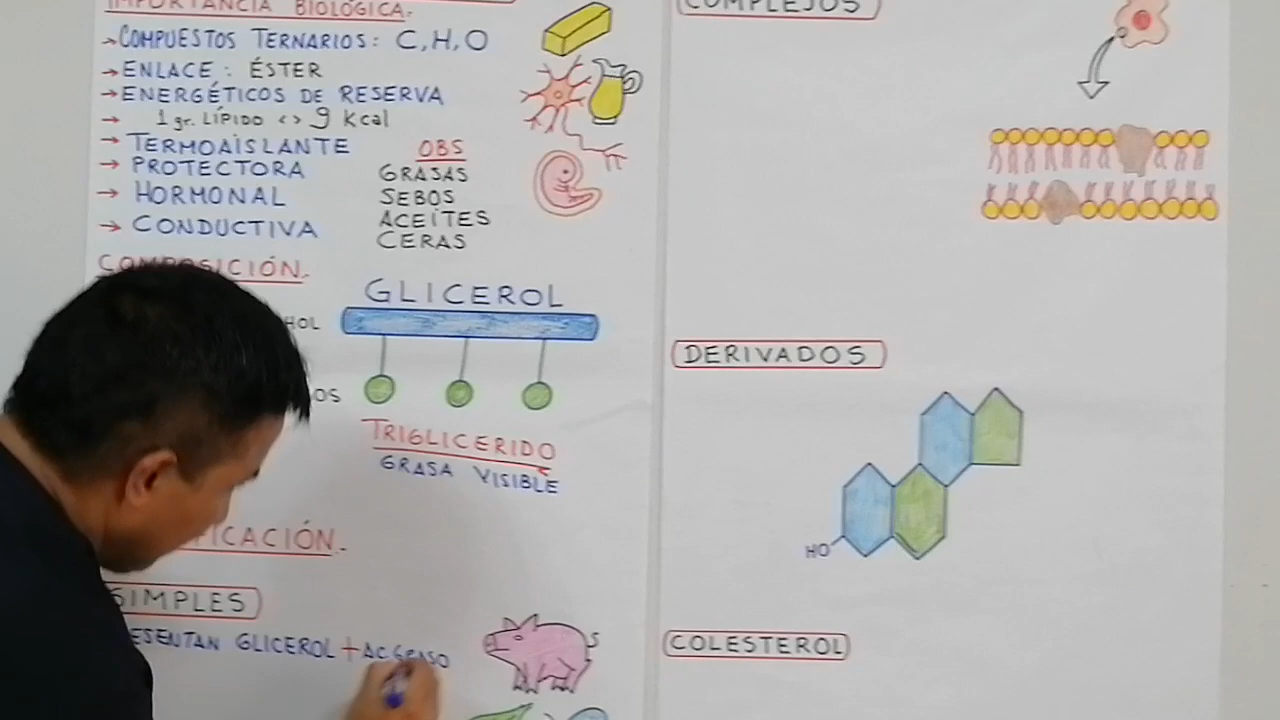 IMPORTANCIA BIOLÓGICA.
→COMPUESTOS TERNARIOS: C,H,O
→ENLACE: ÉSTER
→ENERGÉTICOS DE RESERVA
→ 1 gr. LÍPIDO <> 9 Kcal
→ TERMOAISLANTE
→ PROTECTORA
→ HORMONAL
→ CONDUCTIVA
OBS
GRASAS
SEBOS
ACEITES
CERAS
COMPOSICIÓN.
GLICEROL
HOL
OS
TRIGLICERIDO
GRASA VISIBLE
ICACIÓN.
SIMPLES
ESENTAN GLICEROL + AC GRASO
COMPLEJOS
DERIVADOS
HO
COLESTEROL